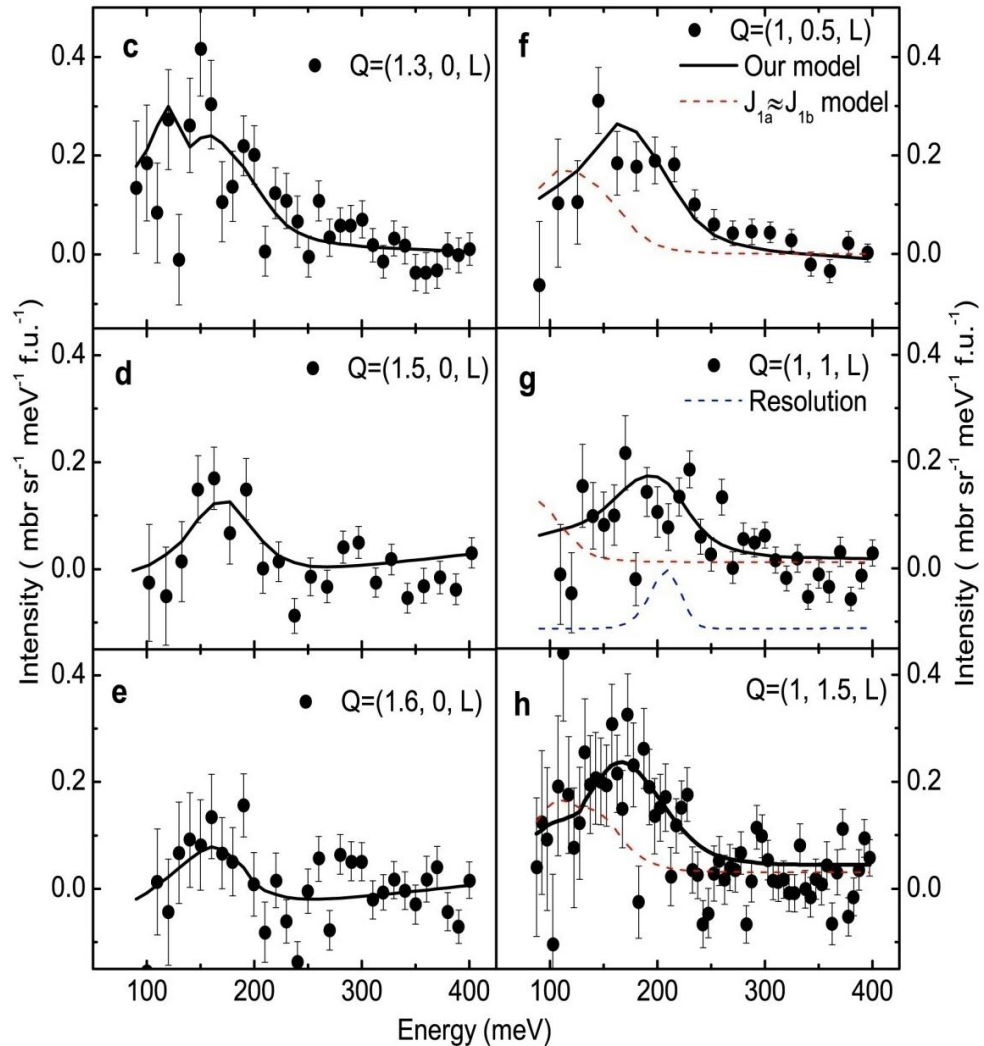 c
Q=(1.3, 0, L)
0.4
0.2
0.0
f
Q=(1, 0.5, L)
Our model
J1a≈J1b model
0.4
0.2
0.0
d
Q=(1.5, 0, L)
0.4
0.2
0.0
g
Q=(1, 1, L)
Resolution
0.4
0.2
0.0
e
Q=(1.6, 0, L)
0.4
0.2
0.0
h
Q=(1, 1.5, L)
0.4
0.2
0.0
Intensity ( mbr sr-1 meV-1 f.u.-1)
Intensity ( mbr sr-1 meV-1 f.u.-1)
100 200 300 400
100 200 300 400
Energy (meV)